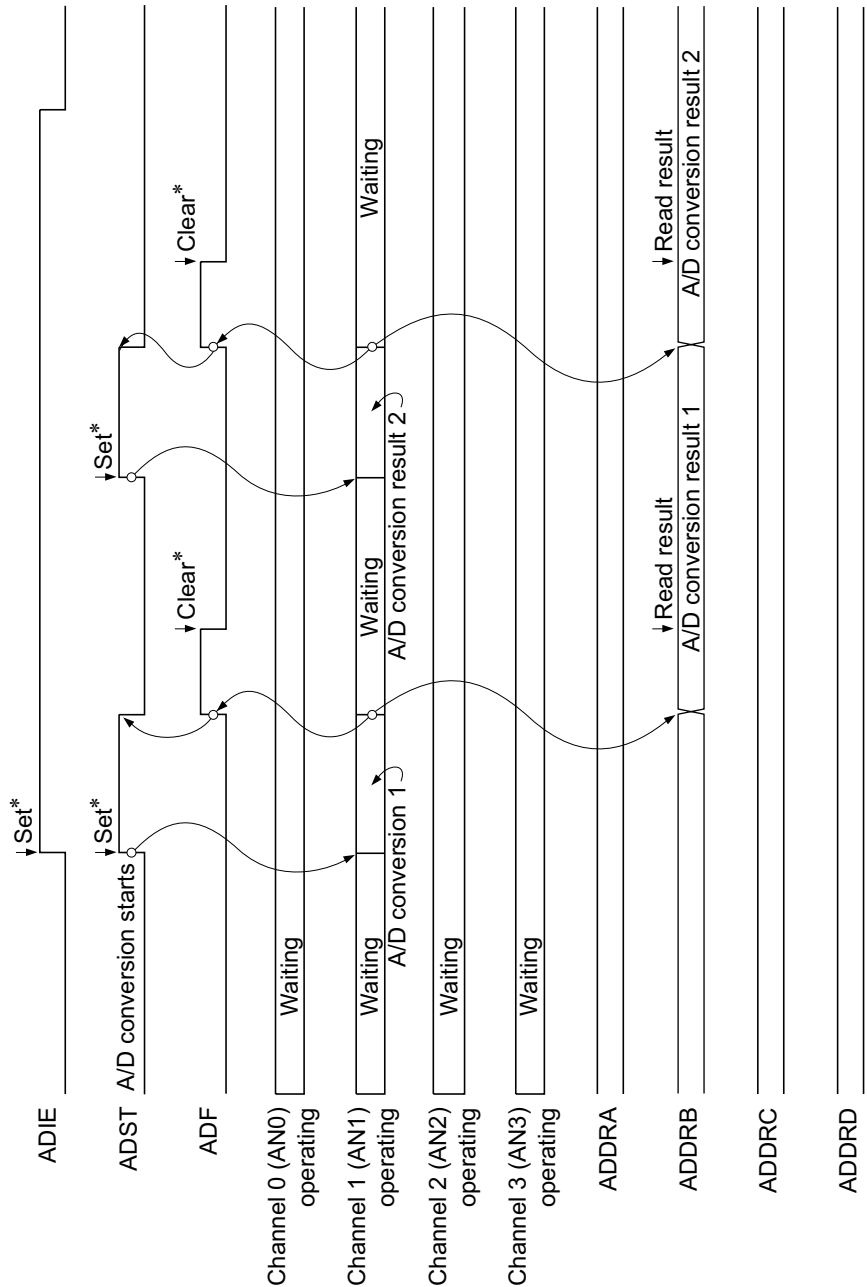 ADIE
Set*
ADST
A/D conversion starts
Set*
Set*
ADF
Clear*
Clear*
Channel 0 (AN0)
operating
Waiting
Channel 1 (AN1)
operating
Waiting
A/D conversion 1
Waiting
A/D conversion result 2
Waiting
Channel 2 (AN2)
operating
Waiting
Channel 3 (AN3)
operating
Waiting
ADDRA
ADDRB
Read result
A/D conversion result 1
Read result
A/D conversion result 2
ADDRC
ADDRD